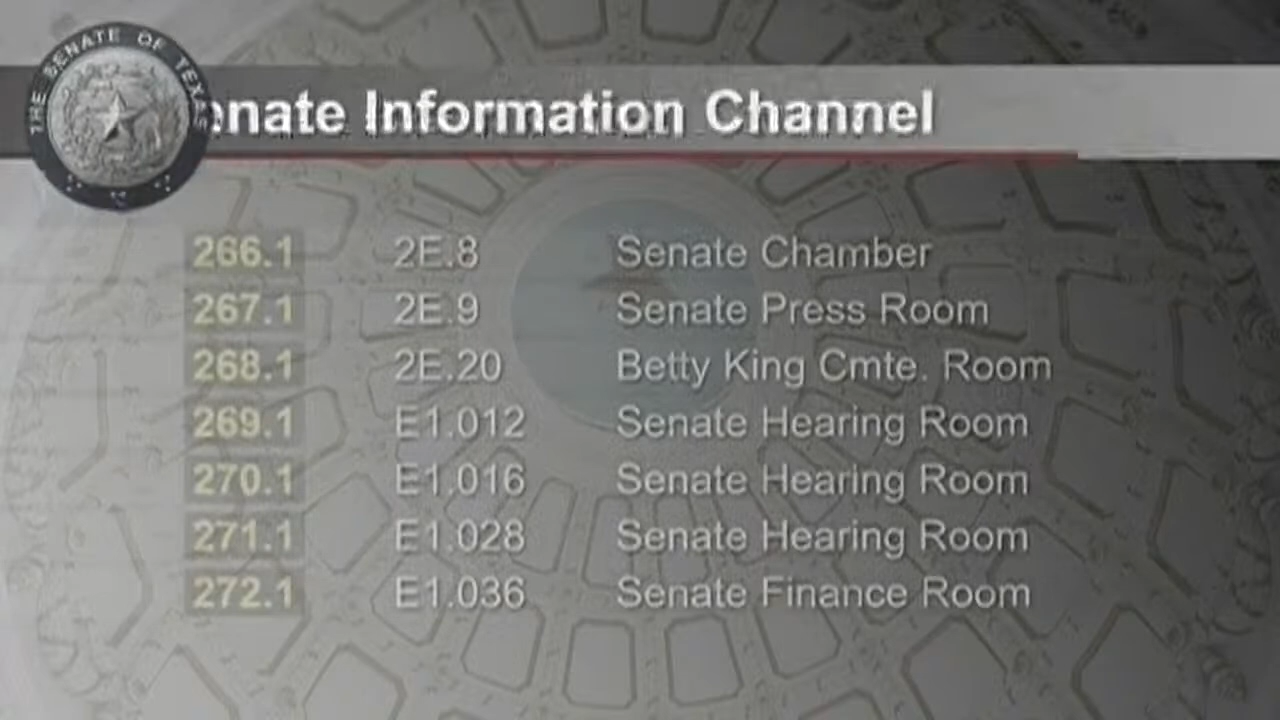 THE SENATE OF TEXAS
enate Information Channel
266.1 2E.8 Senate Chamber
267.1 2E.9 Senate Press Room
268.1 2E.20 Betty King Cmte. Room
269.1 E1.012 Senate Hearing Room
270.1 E1.016 Senate Hearing Room
271.1 E1.028 Senate Hearing Room
272.1 E1.036 Senate Finance Room